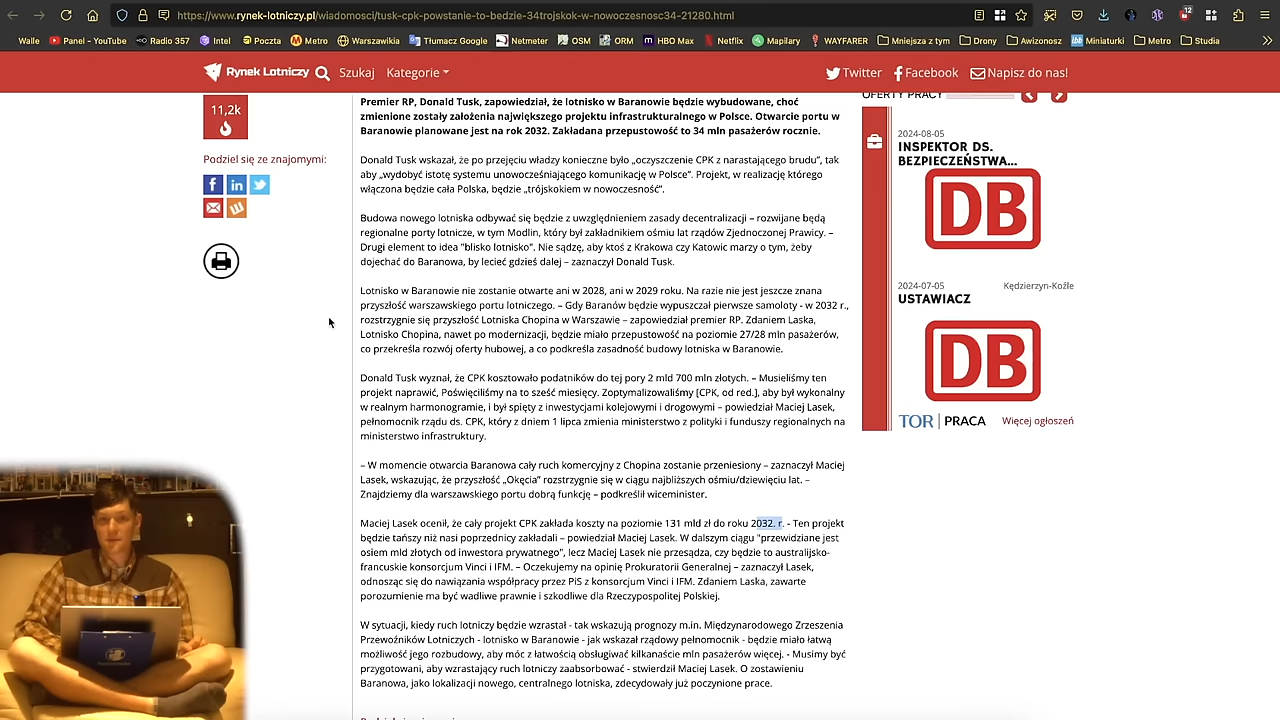 https://www.rynek-lotniczy.pl/wiadomosci/tusk-cpk-powstanie-to-bedzie-34trojskok-w-nowoczesnosc34-21280.html
12
Walle Panel - YouTube Radio 357 Intel Poczta Metro Warszawikia Tłumacz Google Netmeter OSM ORM HBO Max Netflix Mapilary WAYFARER Mniejsza z tym Drony Awizonosz ibb Miniaturki Metro Studia
Rynek Lotniczy Szukaj Kategorie Twitter Facebook Napisz do nas!
11,2k
Podziel się ze znajomymi:
Premier RP, Donald Tusk, zapowiedział, że lotnisko w Baranowie będzie wybudowane, choć
zmienione zostały założenia największego projektu infrastrukturalnego w Polsce. Otwarcie portu w
Baranowie planowane jest na rok 2032. Zakładana przepustowość to 34 mln pasażerów rocznie.
Donald Tusk wskazał, że po przejęciu władzy konieczne było „oczyszczenie CPK z narastającego brudu”, tak
aby „wydobyć istotę systemu unowocześniającego komunikację w Polsce”. Projekt, w realizację którego
włączona będzie cała Polska, będzie „trójskokiem w nowoczesność”.
Budowa nowego lotniska odbywać się będzie z uwzględnieniem zasady decentralizacji – rozwijane będą
regionalne porty lotnicze, w tym Modlin, który był zakładnikiem ośmiu lat rządów Zjednoczonej Prawicy. –
Drugi element to idea "blisko lotnisko". Nie sądzę, aby ktoś z Krakowa czy Katowic marzy o tym, żeby
dojechać do Baranowa, by lecieć gdzieś dalej – zaznaczył Donald Tusk.
Lotnisko w Baranowie nie zostanie otwarte ani w 2028, ani w 2029 roku. Na razie nie jest jeszcze znana
przyszłość warszawskiego portu lotniczego. – Gdy Baranów będzie wypuszczał pierwsze samoloty - w 2032 r.,
rozstrzygnie się przyszłość Lotniska Chopina w Warszawie – zapowiedział premier RP. Zdaniem Laska,
Lotnisko Chopina, nawet po modernizacji, będzie miało przepustowość na poziomie 27/28 mln pasażerów,
co przekreśla rozwój oferty hubowej, a co podkreśla zasadność budowy lotniska w Baranowie.
Donald Tusk wyznał, że CPK kosztowało podatników do tej pory 2 mld 700 mln złotych. – Musieliśmy ten
projekt naprawić, Poświęciliśmy na to sześć miesięcy. Zoptymalizowaliśmy [CPK, od red.], aby był wykonalny
w realnym harmonogramie, i był spięty z inwestycjami kolejowymi i drogowymi – powiedział Maciej Lasek,
pełnomocnik rządu ds. CPK, który z dniem 1 lipca zmienia ministerstwo z polityki i funduszy regionalnych na
ministerstwo infrastruktury.
– W momencie otwarcia Baranowa cały ruch komercyjny z Chopina zostanie przeniesiony – zaznaczył Maciej
Lasek, wskazując, że przyszłość „Okęcia” rozstrzygnie się w ciągu najbliższych ośmiu/dziewięciu lat. –
Znajdziemy dla warszawskiego portu dobrą funkcję – podkreślił wiceminister.
Maciej Lasek ocenił, że cały projekt CPK zakłada koszty na poziomie 131 mld zł do roku 2032. r. - Ten projekt
będzie tańszy niż nasi poprzednicy zakładali – powiedział Maciej Lasek. W dalszym ciągu "przewidziane jest
osiem mld złotych od inwestora prywatnego", lecz Maciej Lasek nie przesądza, czy będzie to australijsko-
francuskie konsorcjum Vinci i IFM. – Oczekujemy na opinię Prokuratorii Generalnej – zaznaczył Lasek,
odnosząc się do nawiązania współpracy przez PiS z konsorcjum Vinci i IFM. Zdaniem Laska, zawarte
porozumienie ma być wadliwe prawnie i szkodliwe dla Rzeczypospolitej Polskiej.
W sytuacji, kiedy ruch lotniczy będzie wzrastał - tak wskazują prognozy m.in. Międzynarodowego Zrzeszenia
Przewoźników Lotniczych - lotnisko w Baranowie - jak wskazał rządowy pełnomocnik - będzie miało łatwą
możliwość jego rozbudowy, aby móc z łatwością obsługiwać kilkanaście mln pasażerów więcej. - Musimy być
przygotowani, aby wzrastający ruch lotniczy zaabsorbować - stwierdził Maciej Lasek. O zostawieniu
Baranowa, jako lokalizacji nowego, centralnego lotniska, zdecydowały już poczynione prace.
OFERTY PRACY
2024-08-05
INSPEKTOR DS.
BEZPIECZEŃSTWA...
DB
2024-07-05 Kędzierzyn-Koźle
USTAWIACZ
DB
TOR PRACA Więcej ogłoszeń